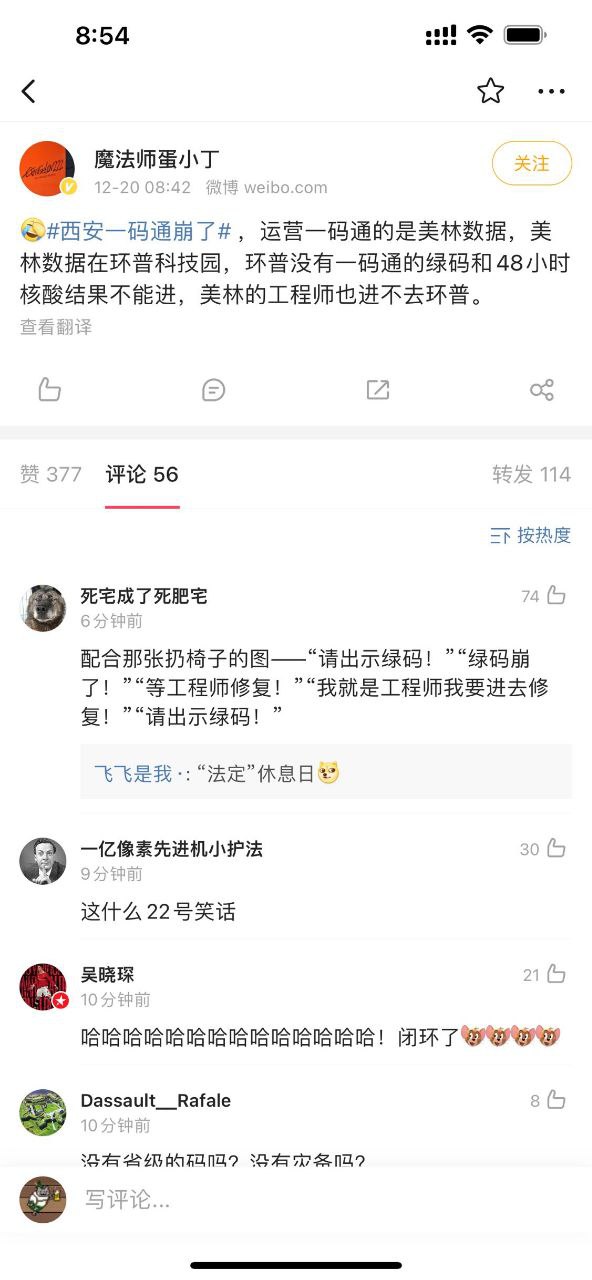 8:54
魔法师蛋小丁
关注
12-20 08:42 微博 weibo.com
#西安一码通崩了#，运营一码通的是美林数据，美
林数据在环普科技园，环普没有一码通的绿码和48小时
核酸结果不能进，美林的工程师也进不去环普。
查看翻译
赞 377 评论 56 转发 114
按热度
死宅成了死肥宅 74
6分钟前
配合那张扔椅子的图——“请出示绿码！”“绿码崩
了！”“等工程师修复！”“我就是工程师我要进去修
复！”“请出示绿码！”
飞飞是我·: “法定”休息日
一亿像素先进机小护法 30
9分钟前
这什么22号笑话
吴晓琛 21
10分钟前
哈哈哈哈哈哈哈哈哈哈哈哈哈哈！闭环了
Dassault__Rafale 8
10分钟前
没有省级的码吗？没有灾备吗？
写评论...